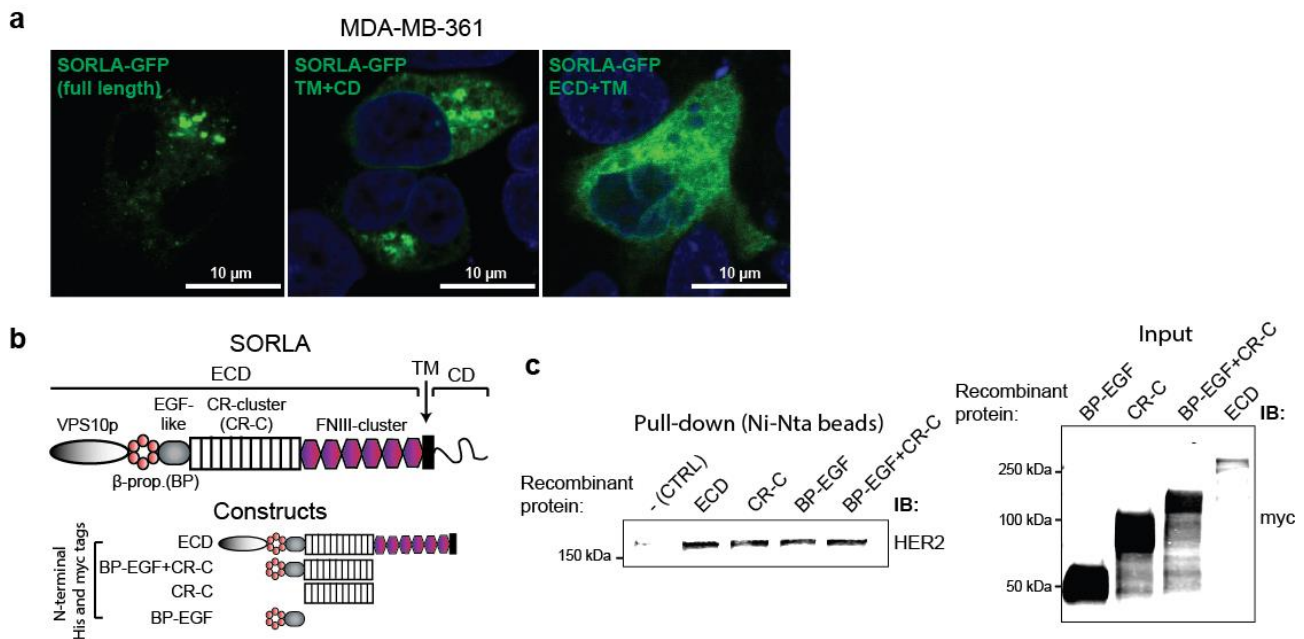 a
MDA-MB-361
SORLA-GFP
(full length)
10 µm
SORLA-GFP
TM+CD
10 µm
SORLA-GFP
ECD+TM
10 µm
b
SORLA
ECD
TM
CD
VPS10p
EGF-
like
CR-cluster
(CR-C)
FNIII-cluster
β-prop.(BP)
Constructs
N-terminal
His and myc tags
ECD
BP-EGF+CR-C
CR-C
BP-EGF
c
Pull-down (Ni-Nta beads)
Recombinant
protein:
- (CTRL)
ECD
CR-C
BP-EGF
BP-EGF+CR-C
IB:
150 kDa
HER2
Input
Recombinant
protein:
BP-EGF
CR-C
BP-EGF+CR-C
ECD
IB:
250 kDa
100 kDa
50 kDa
myc